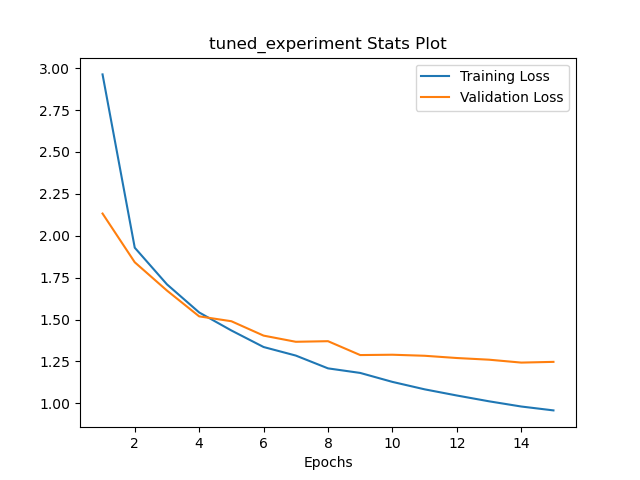 tuned_experiment Stats Plot
Training Loss
Validation Loss
3.00
2.75
2.50
2.25
2.00
1.75
1.50
1.25
1.00
2 4 6 8 10 12 14
Epochs